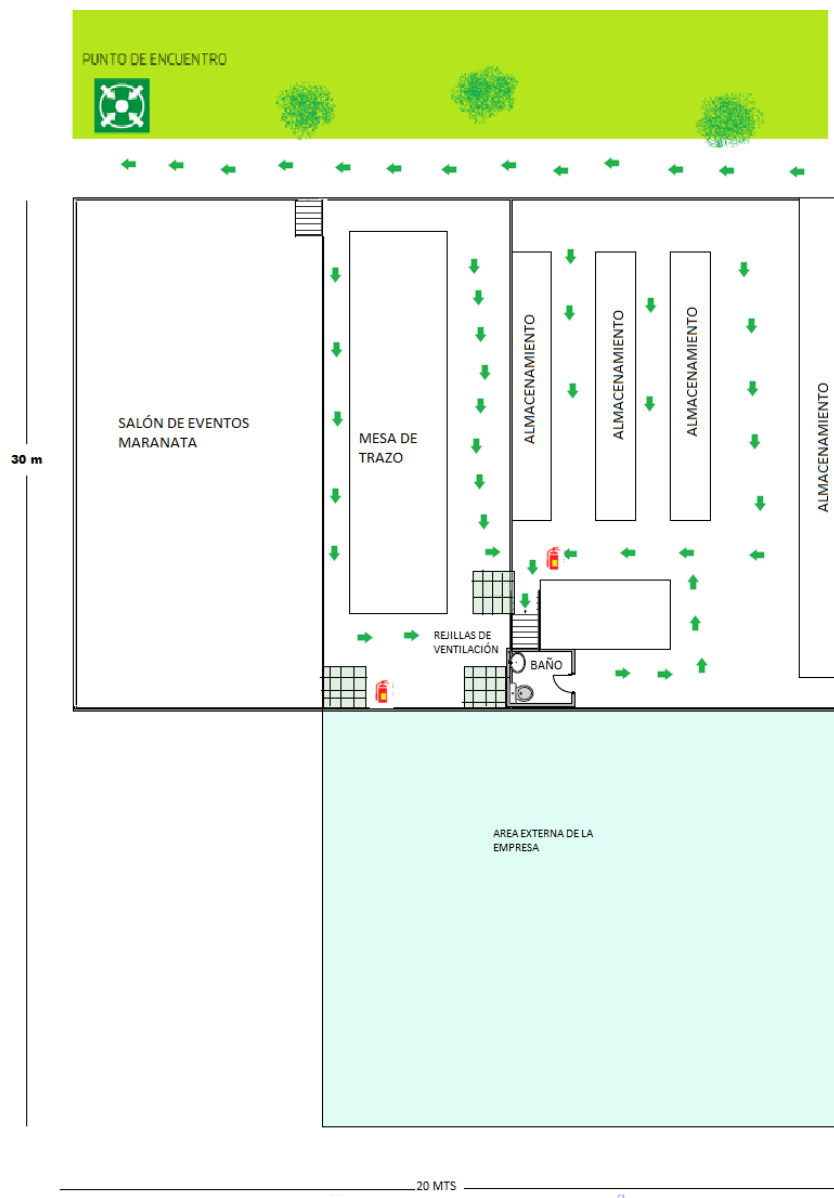 PUNTO DE ENCUENTRO
ALMACENAMIENTO
ALMACENAMIENTO
ALMACENAMIENTO
ALMACENAMIENTO
SALÓN DE EVENTOS
MARANATA
MESA DE
TRAZO
30 m
REJILLAS DE
VENTILACIÓN
BAÑO
AREA EXTERNA DE LA
EMPRESA
20 MTS